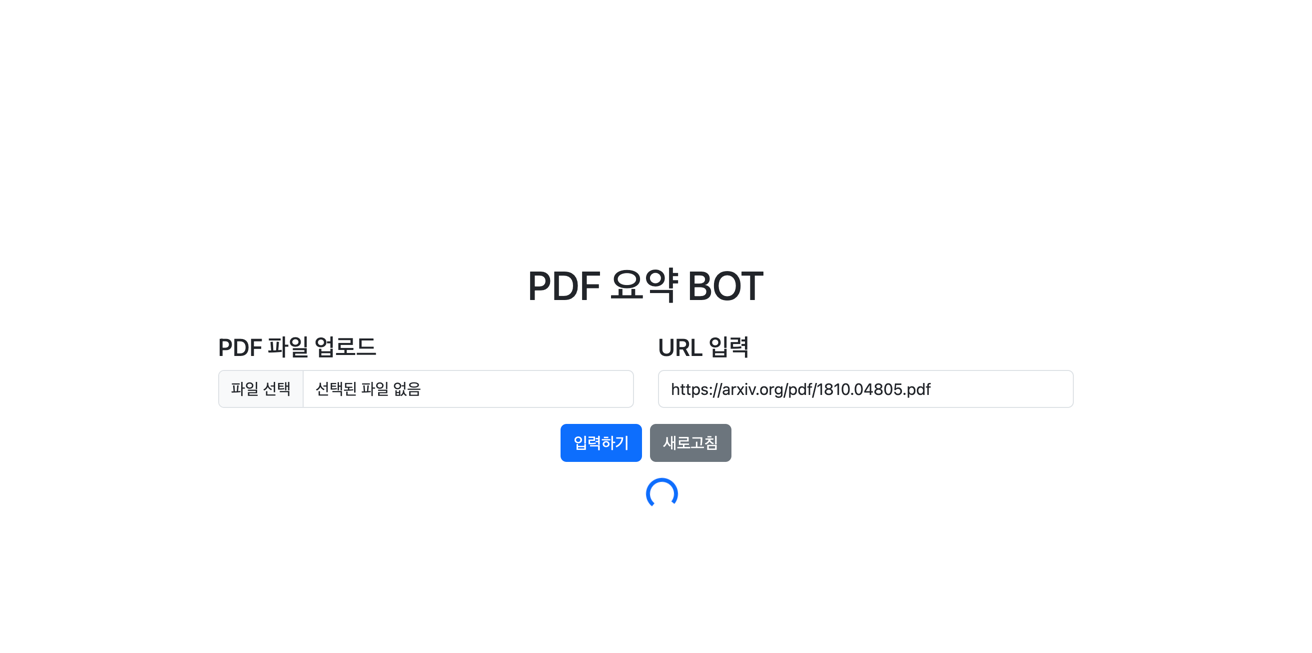 PDF 요약 BOT
PDF 파일 업로드
파일 선택 선택된 파일 없음
URL 입력
https://arxiv.org/pdf/1810.04805.pdf
입력하기 새로고침